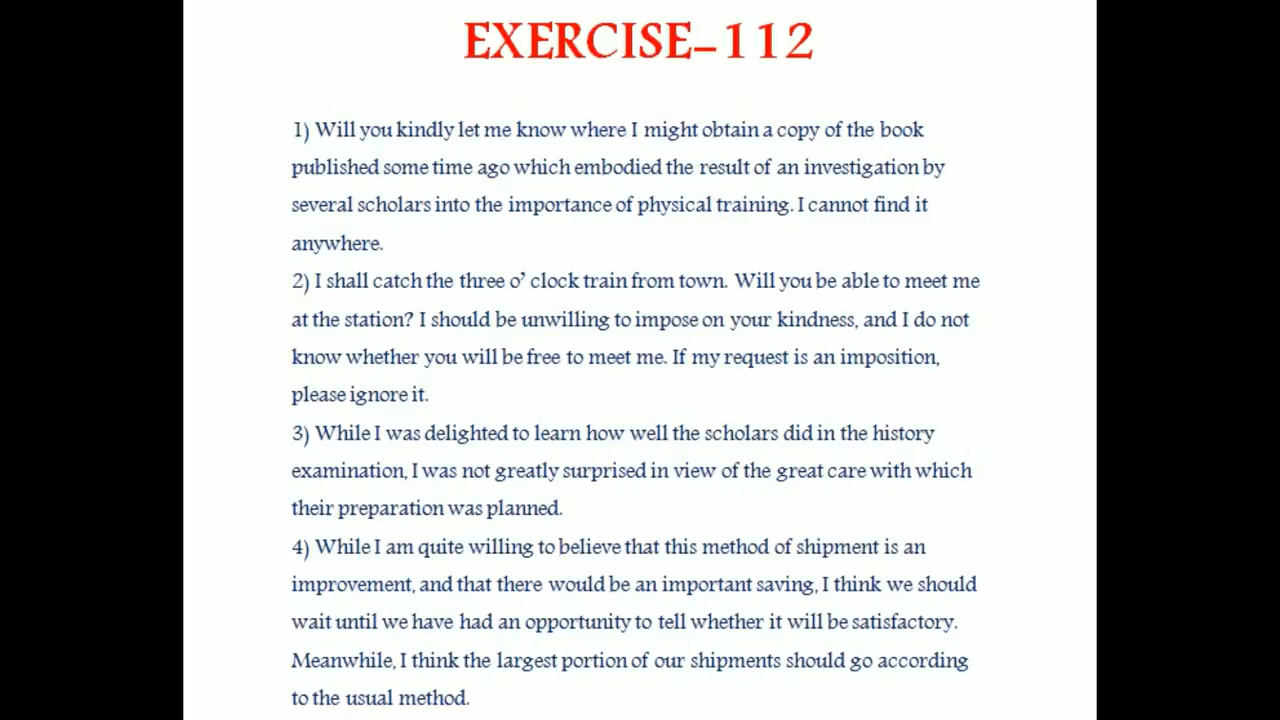 EXERCISE-112
1) Will you kindly let me know where I might obtain a copy of the book
published some time ago which embodied the result of an investigation by
several scholars into the importance of physical training. I cannot find it
anywhere.
2) I shall catch the three o’ clock train from town. Will you be able to meet me
at the station? I should be unwilling to impose on your kindness, and I do not
know whether you will be free to meet me. If my request is an imposition,
please ignore it.
3) While I was delighted to learn how well the scholars did in the history
examination, I was not greatly surprised in view of the great care with which
their preparation was planned.
4) While I am quite willing to believe that this method of shipment is an
improvement, and that there would be an important saving, I think we should
wait until we have had an opportunity to tell whether it will be satisfactory.
Meanwhile, I think the largest portion of our shipments should go according
to the usual method.